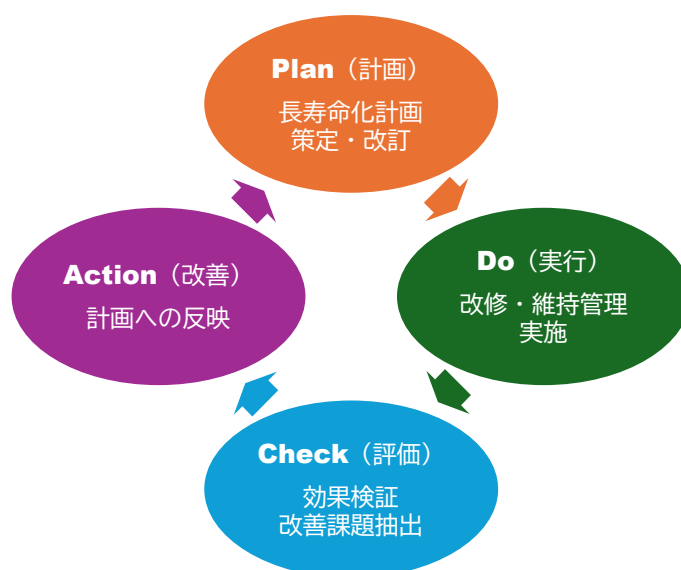 Plan（計画）
長寿命化計画
策定・改訂
Do（実行）
改修・維持管理
実施
Check（評価）
効果検証
改善課題抽出
Action（改善）
計画への反映